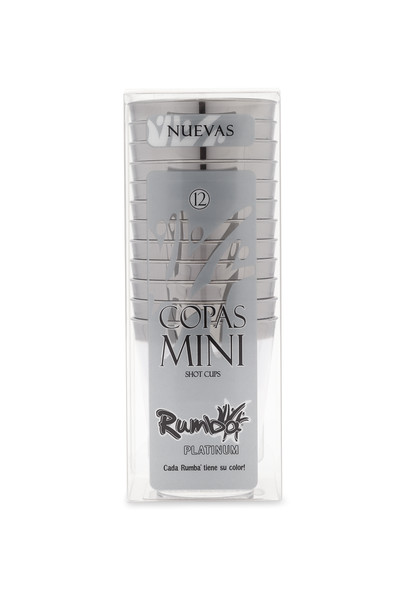 NUEVAS
12
COPAS
MINI
SHOT CUPS
Rumba
PLATINUM
Cada Rumba' tiene su color!